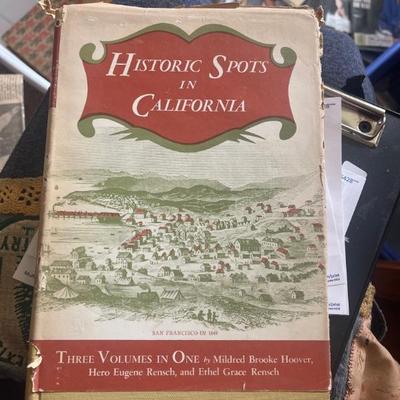 HISTORIC SPOTS
IN
CALIFORNIA
SAN FRANCISCO IN 1849
THREE VOLUMES IN ONE by Mildred Brooke Hoover,
Hero Eugene Rensch, and Ethel Grace Rensch